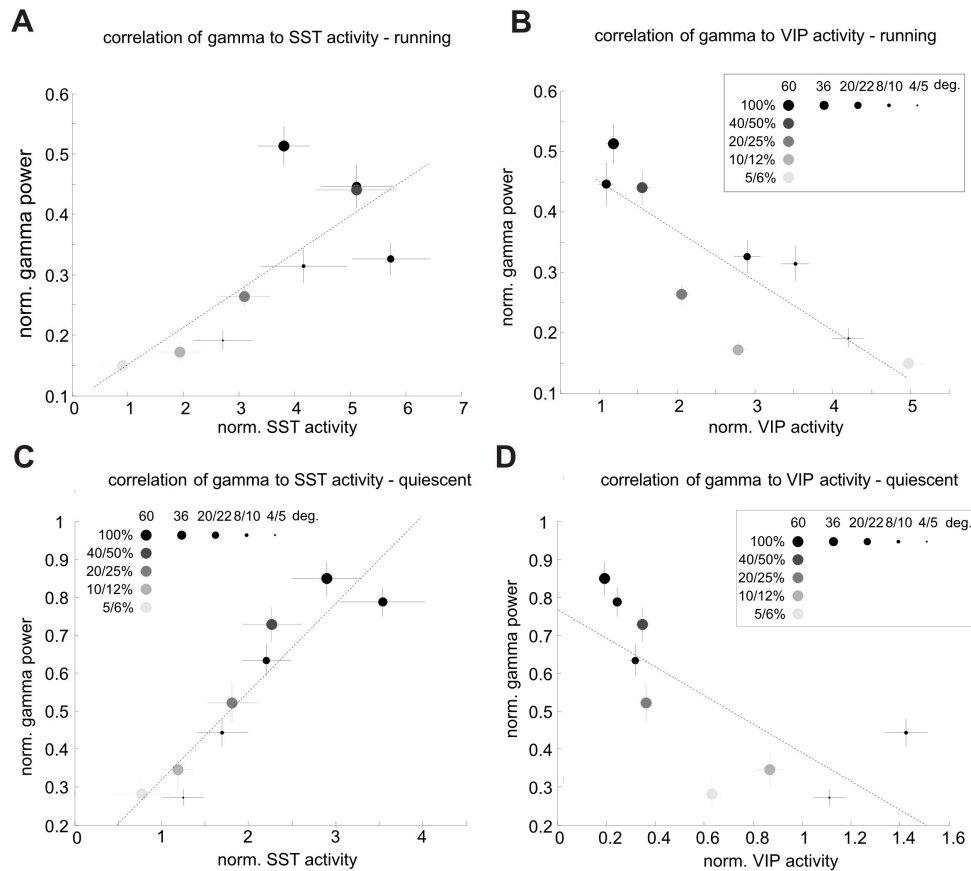 A
correlation of gamma to SST activity - running
norm. gamma power
0.6
0.5
0.4
0.3
0.2
0.1
0 1 2 3 4 5 6 7
norm. SST activity
B
correlation of gamma to VIP activity - running
60 36 20/22 8/10 4/5 deg.
100%
40/50%
20/25%
10/12%
5/6%
norm. gamma power
0.6
0.5
0.4
0.3
0.2
0.1
1 2 3 4 5
norm. VIP activity
C
correlation of gamma to SST activity - quiescent
60 36 20/22 8/10 4/5 deg.
100%
40/50%
20/25%
10/12%
5/6%
norm. gamma power
1
0.9
0.8
0.7
0.6
0.5
0.4
0.3
0.2
0 1 2 3 4
norm. SST activity
D
correlation of gamma to VIP activity - quiescent
60 36 20/22 8/10 4/5 deg.
100%
40/50%
20/25%
10/12%
5/6%
norm. gamma power
1
0.9
0.8
0.7
0.6
0.5
0.4
0.3
0.2
0 0.2 0.4 0.6 0.8 1 1.2 1.4 1.6
norm. VIP activity